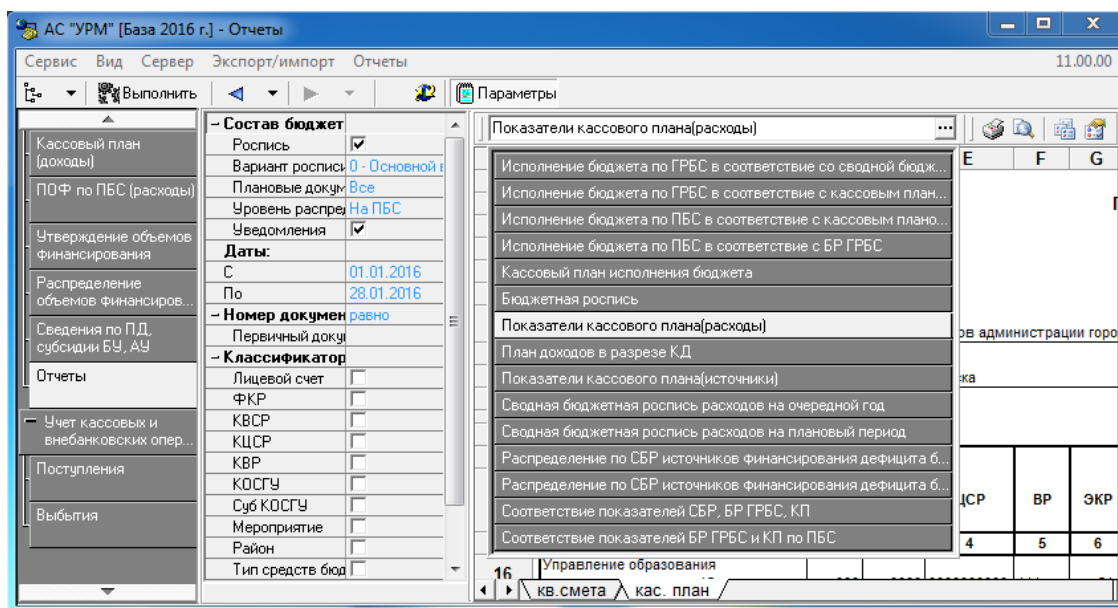 АС "УРМ" [База 2016 г.] - Отчеты
Сервис Вид Сервер Экспорт/импорт Отчеты 11.00.00
Выполнить Параметры
Кассовый план
(доходы)
ПОФ по ПБС (расходы)
Утверждение объемов
финансирования
Распределение
объемов финансиров...
Сведения по ПД,
субсидии БУ, АУ
Отчеты
Учет кассовых и
внебанковских опер...
Поступления
Выбытия
Состав бюджет
Роспись
Вариант росписи 0 - Основной в
Плановые докум Все
Уровень распред На ПБС
Уведомления
Даты:
С 01.01.2016
По 28.01.2016
Номер докумен равно
Первичный докум
Классификатор
Лицевой счет
ФКР
КВСР
КЦСР
КВР
КОСГУ
Суб КОСГУ
Мероприятие
Район
Тип средств бюд
Показатели кассового плана(расходы) ...
Исполнение бюджета по ГРБС в соответствие со сводной бюдж...
Исполнение бюджета по ГРБС в соответствие с кассовым план...
Исполнение бюджета по ПБС в соответствие с кассовым плано...
Исполнение бюджета по ПБС в соответствие с БР ГРБС
Кассовый план исполнения бюджета
Бюджетная роспись
Показатели кассового плана(расходы)
План доходов в разрезе КД
Показатели кассового плана(источники)
Сводная бюджетная роспись расходов на очередной год
Сводная бюджетная роспись расходов на плановый период
Распределение по СБР источников финансирования дефицита б...
Распределение по СБР источников финансирования дефицита б...
Соответствие показателей СБР, БР ГРБС, КП
Соответствие показателей БР ГРБС и КП по ПБС
E F G
ов администрации горо
ска
ЦСР ВР ЭКР
4 5 6
16 Управление образования
кв.смета кас. план